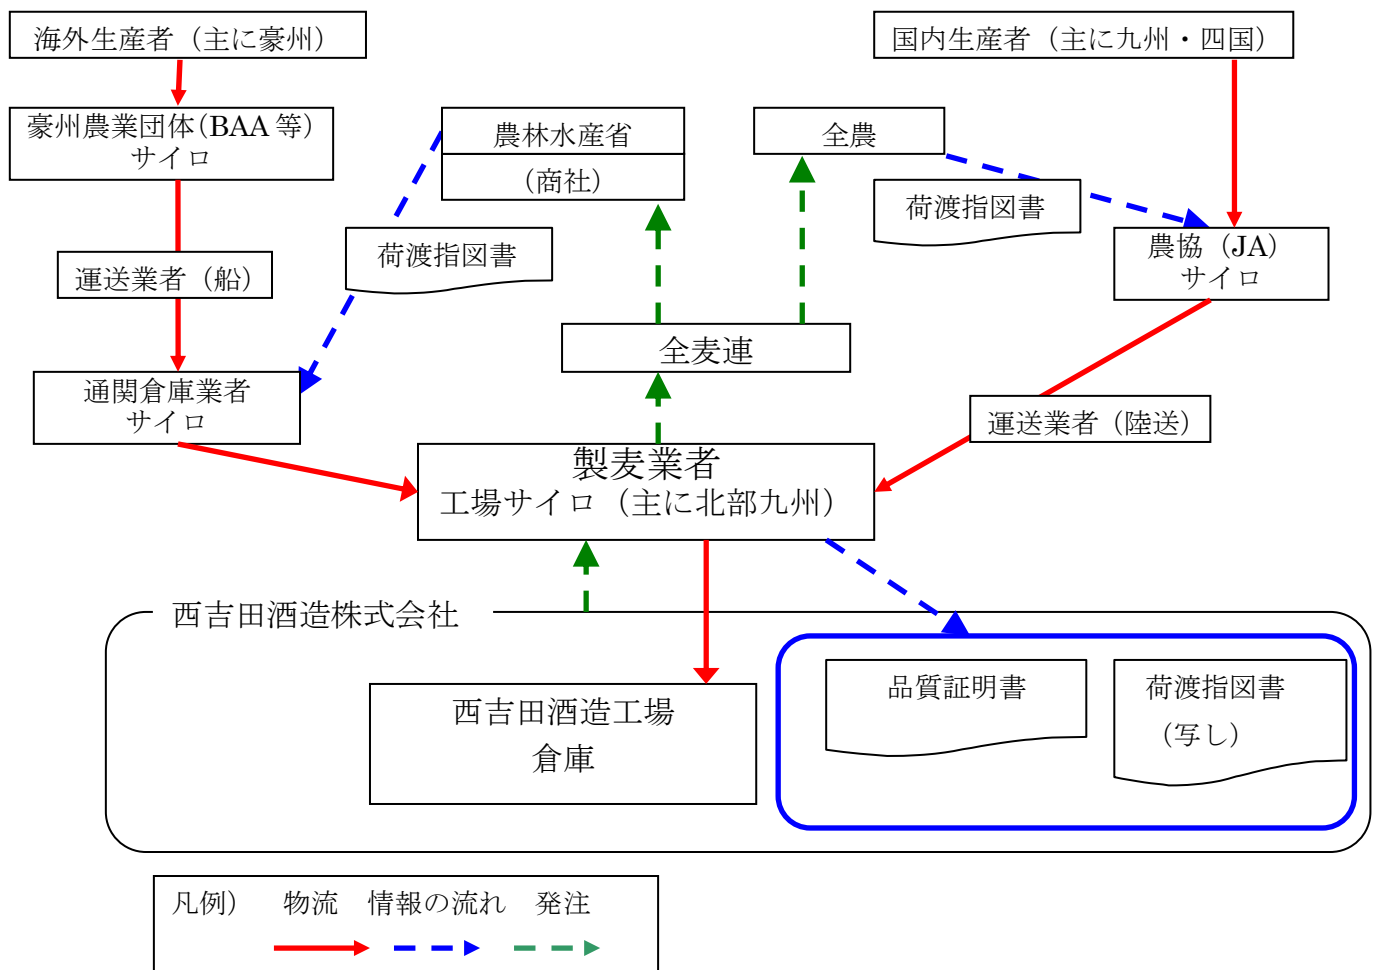 海外生産者（主に豪州）
国内生産者（主に九州・四国）
豪州農業団体(BAA 等)
サイロ
農林水産省
（商社）
全農
荷渡指図書
荷渡指図書
農協（JA）
サイロ
運送業者（船）
全麦連
通関倉庫業者
サイロ
運送業者（陸送）
製麦業者
工場サイロ（主に北部九州）
西吉田酒造株式会社
西吉田酒造工場
倉庫
品質証明書
荷渡指図書
（写し）
凡例） 物流 情報の流れ 発注